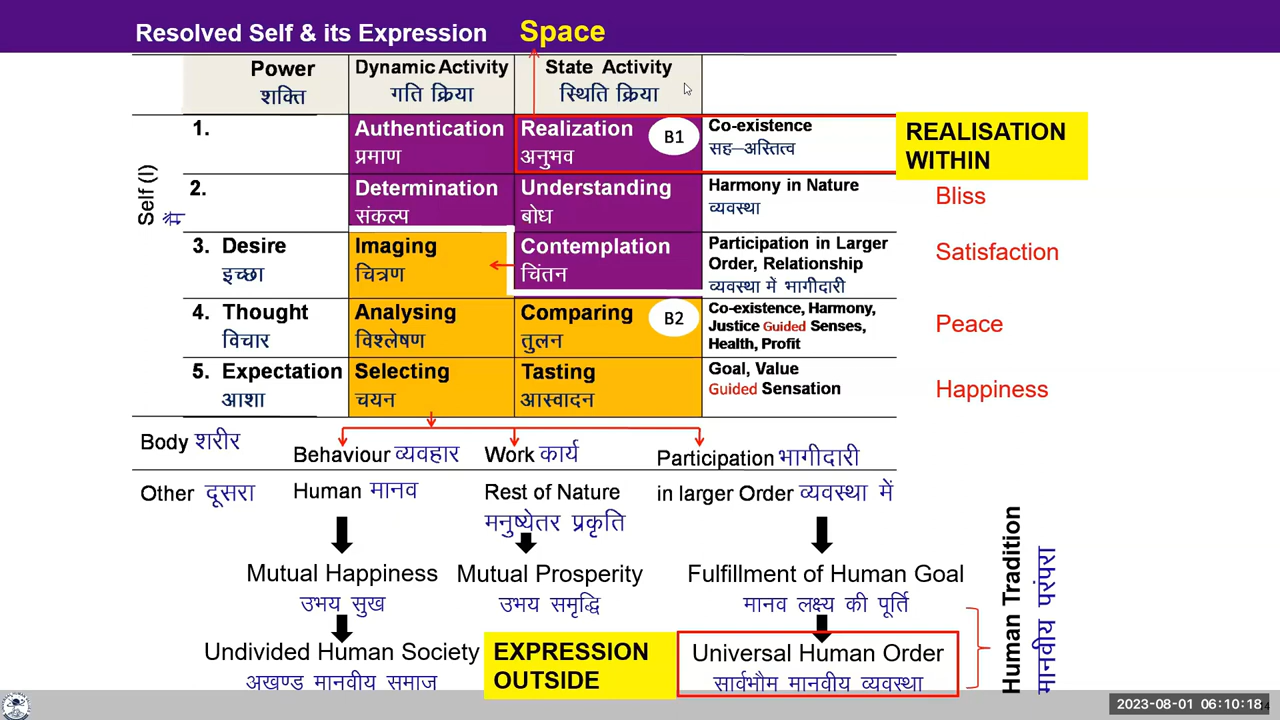 Resolved Self & its Expression Space
Power Dynamic Activity State Activity
शक्ति गति क्रिया स्थिति क्रिया
Self (I)
मैं
1. Authentication Realization B1 Co-existence
प्रमाण अनुभव सह–अस्तित्व
REALISATION
WITHIN
2. Determination Understanding Harmony in Nature
संकल्प बोध व्यवस्था
Bliss
3. Desire Imaging Contemplation Participation in Larger
Order, Relationship
इच्छा चित्रण चिंतन व्यवस्था में भागीदारी
Satisfaction
4. Thought Analysing Comparing B2 Co-existence, Harmony,
Justice Guided Senses,
विचार विश्लेषण तुलन Health, Profit
Peace
5. Expectation Selecting Tasting Goal, Value
आशा चयन आस्वादन Guided Sensation
Happiness
Body शरीर Behaviour व्यवहार Work कार्य Participation भागीदारी
Other दूसरा Human मानव Rest of Nature in larger Order व्यवस्था में
मनुष्येतर प्रकृति
Mutual Happiness Mutual Prosperity Fulfillment of Human Goal
उभय सुख उभय समृद्धि मानव लक्ष्य की पूर्ति
Undivided Human Society EXPRESSION Universal Human Order
अखण्ड मानवीय समाज OUTSIDE सार्वभौम मानवीय व्यवस्था
Human Tradition
मानवीय परंपरा
2023-08-01 06:10:18